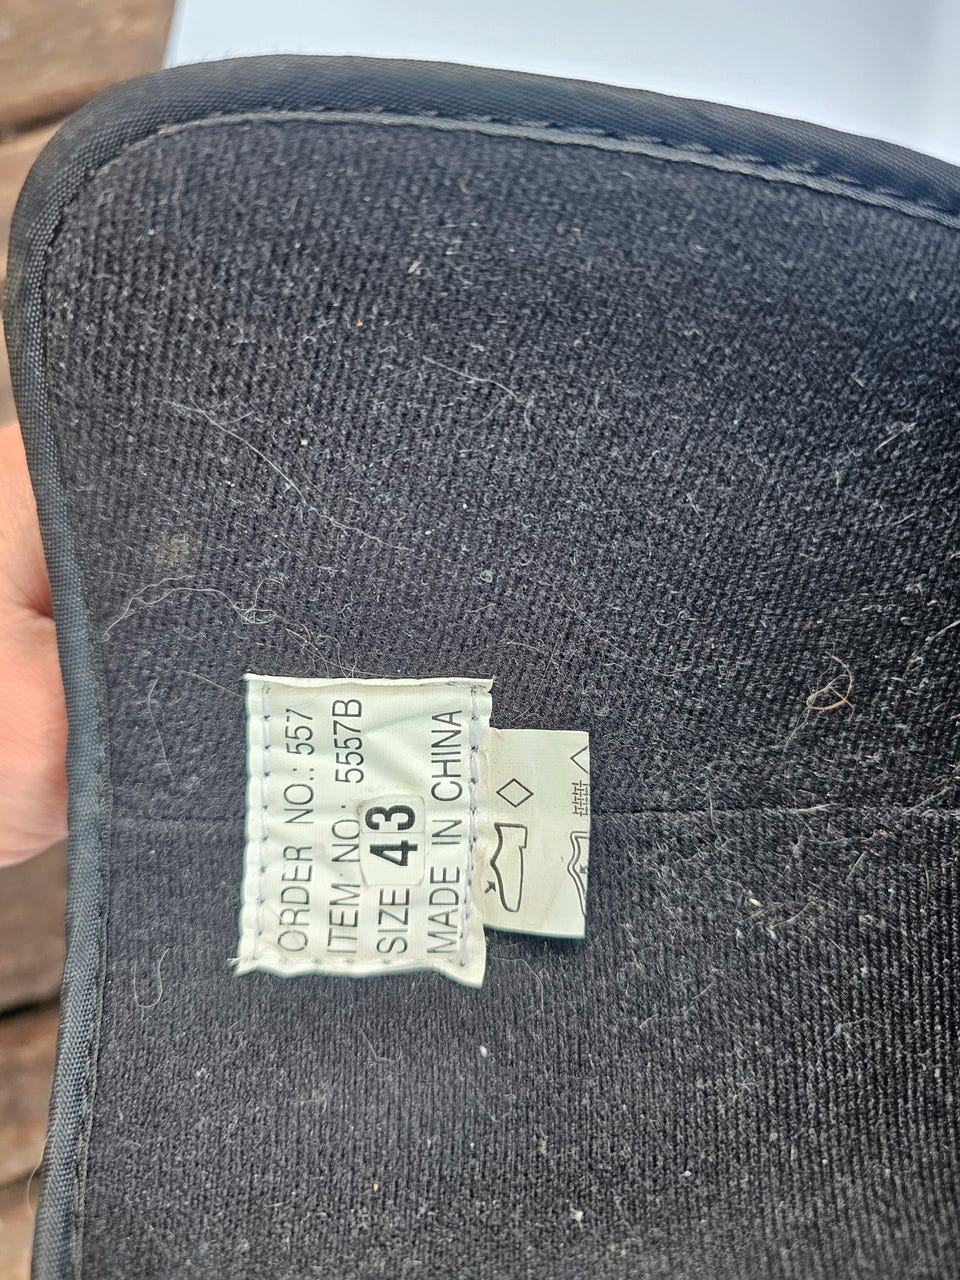 ORDER NO.: 557
ITEM NO.: 5557B
SIZE 43
MADE IN CHINA